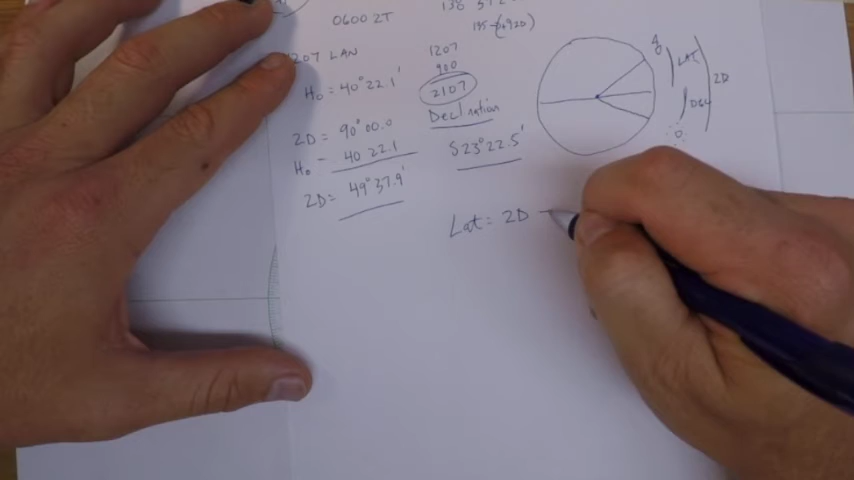 0600 ZT
1207 LAN
1207
900
2107
Ho = 40°22.1'
ZD = 90°00.0
Ho - 40 22.1
ZD = 49°37.9'
Declination
S23°22.5'
LAT
ZD
DEC
Lat = ZD -